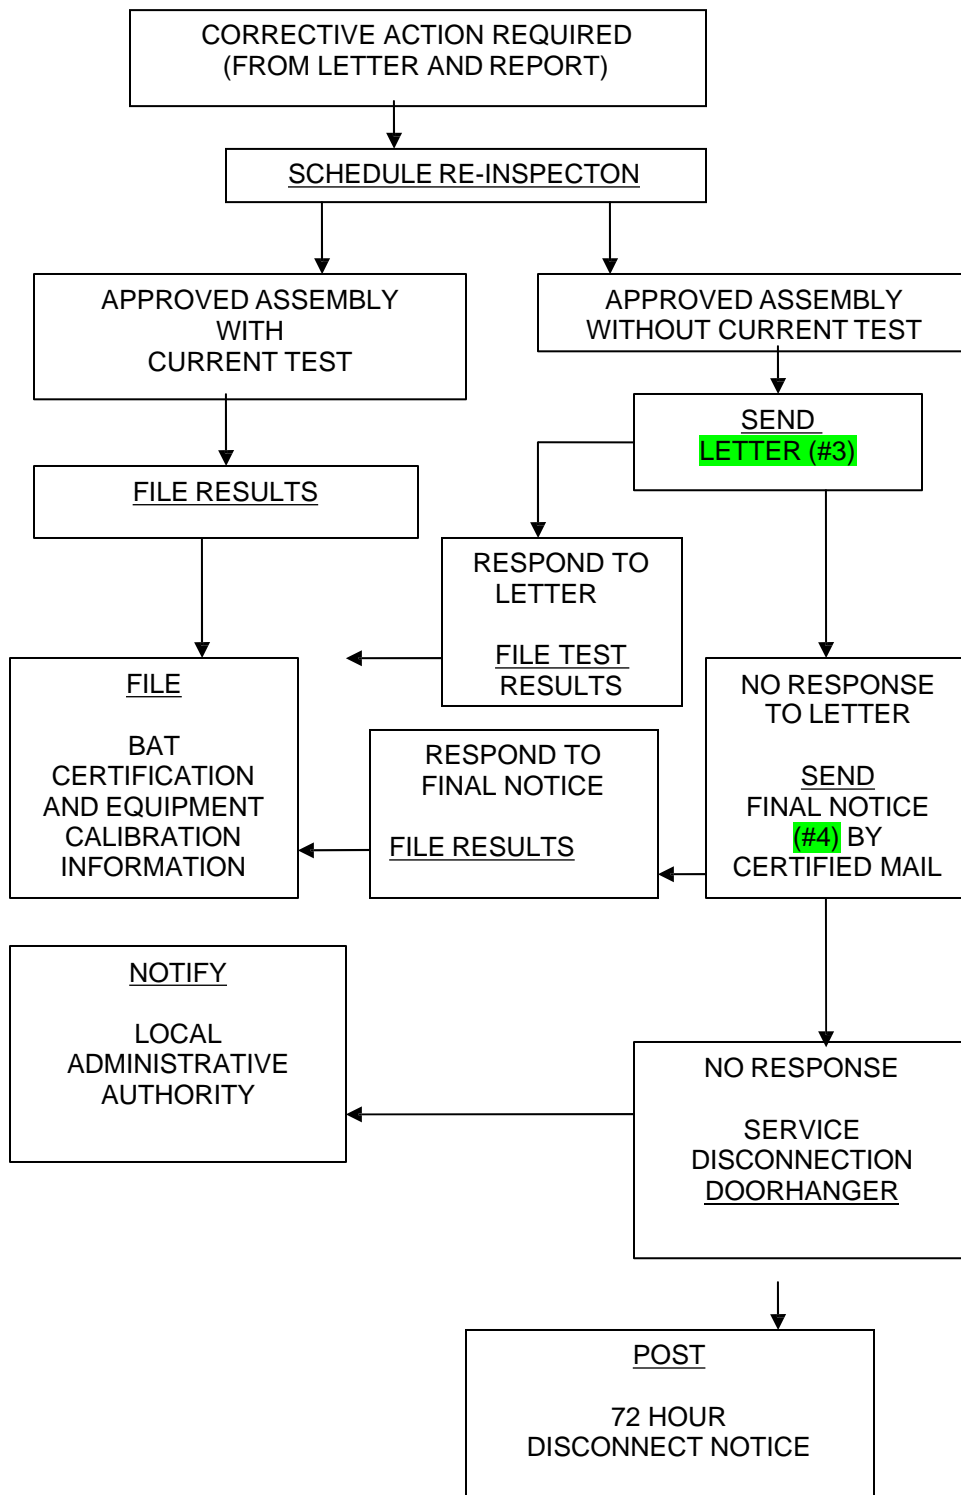 CORRECTIVE ACTION REQUIRED
(FROM LETTER AND REPORT)
SCHEDULE RE-INSPECTON
APPROVED ASSEMBLY
WITH
CURRENT TEST
APPROVED ASSEMBLY
WITHOUT CURRENT TEST
SEND
LETTER (#3)
FILE RESULTS
RESPOND TO
LETTER
FILE TEST
RESULTS
FILE
BAT
CERTIFICATION
AND EQUIPMENT
CALIBRATION
INFORMATION
RESPOND TO
FINAL NOTICE
FILE RESULTS
NO RESPONSE
TO LETTER
SEND
FINAL NOTICE
(#4) BY
CERTIFIED MAIL
NOTIFY
LOCAL
ADMINISTRATIVE
AUTHORITY
NO RESPONSE
SERVICE
DISCONNECTION
DOORHANGER
POST
72 HOUR
DISCONNECT NOTICE